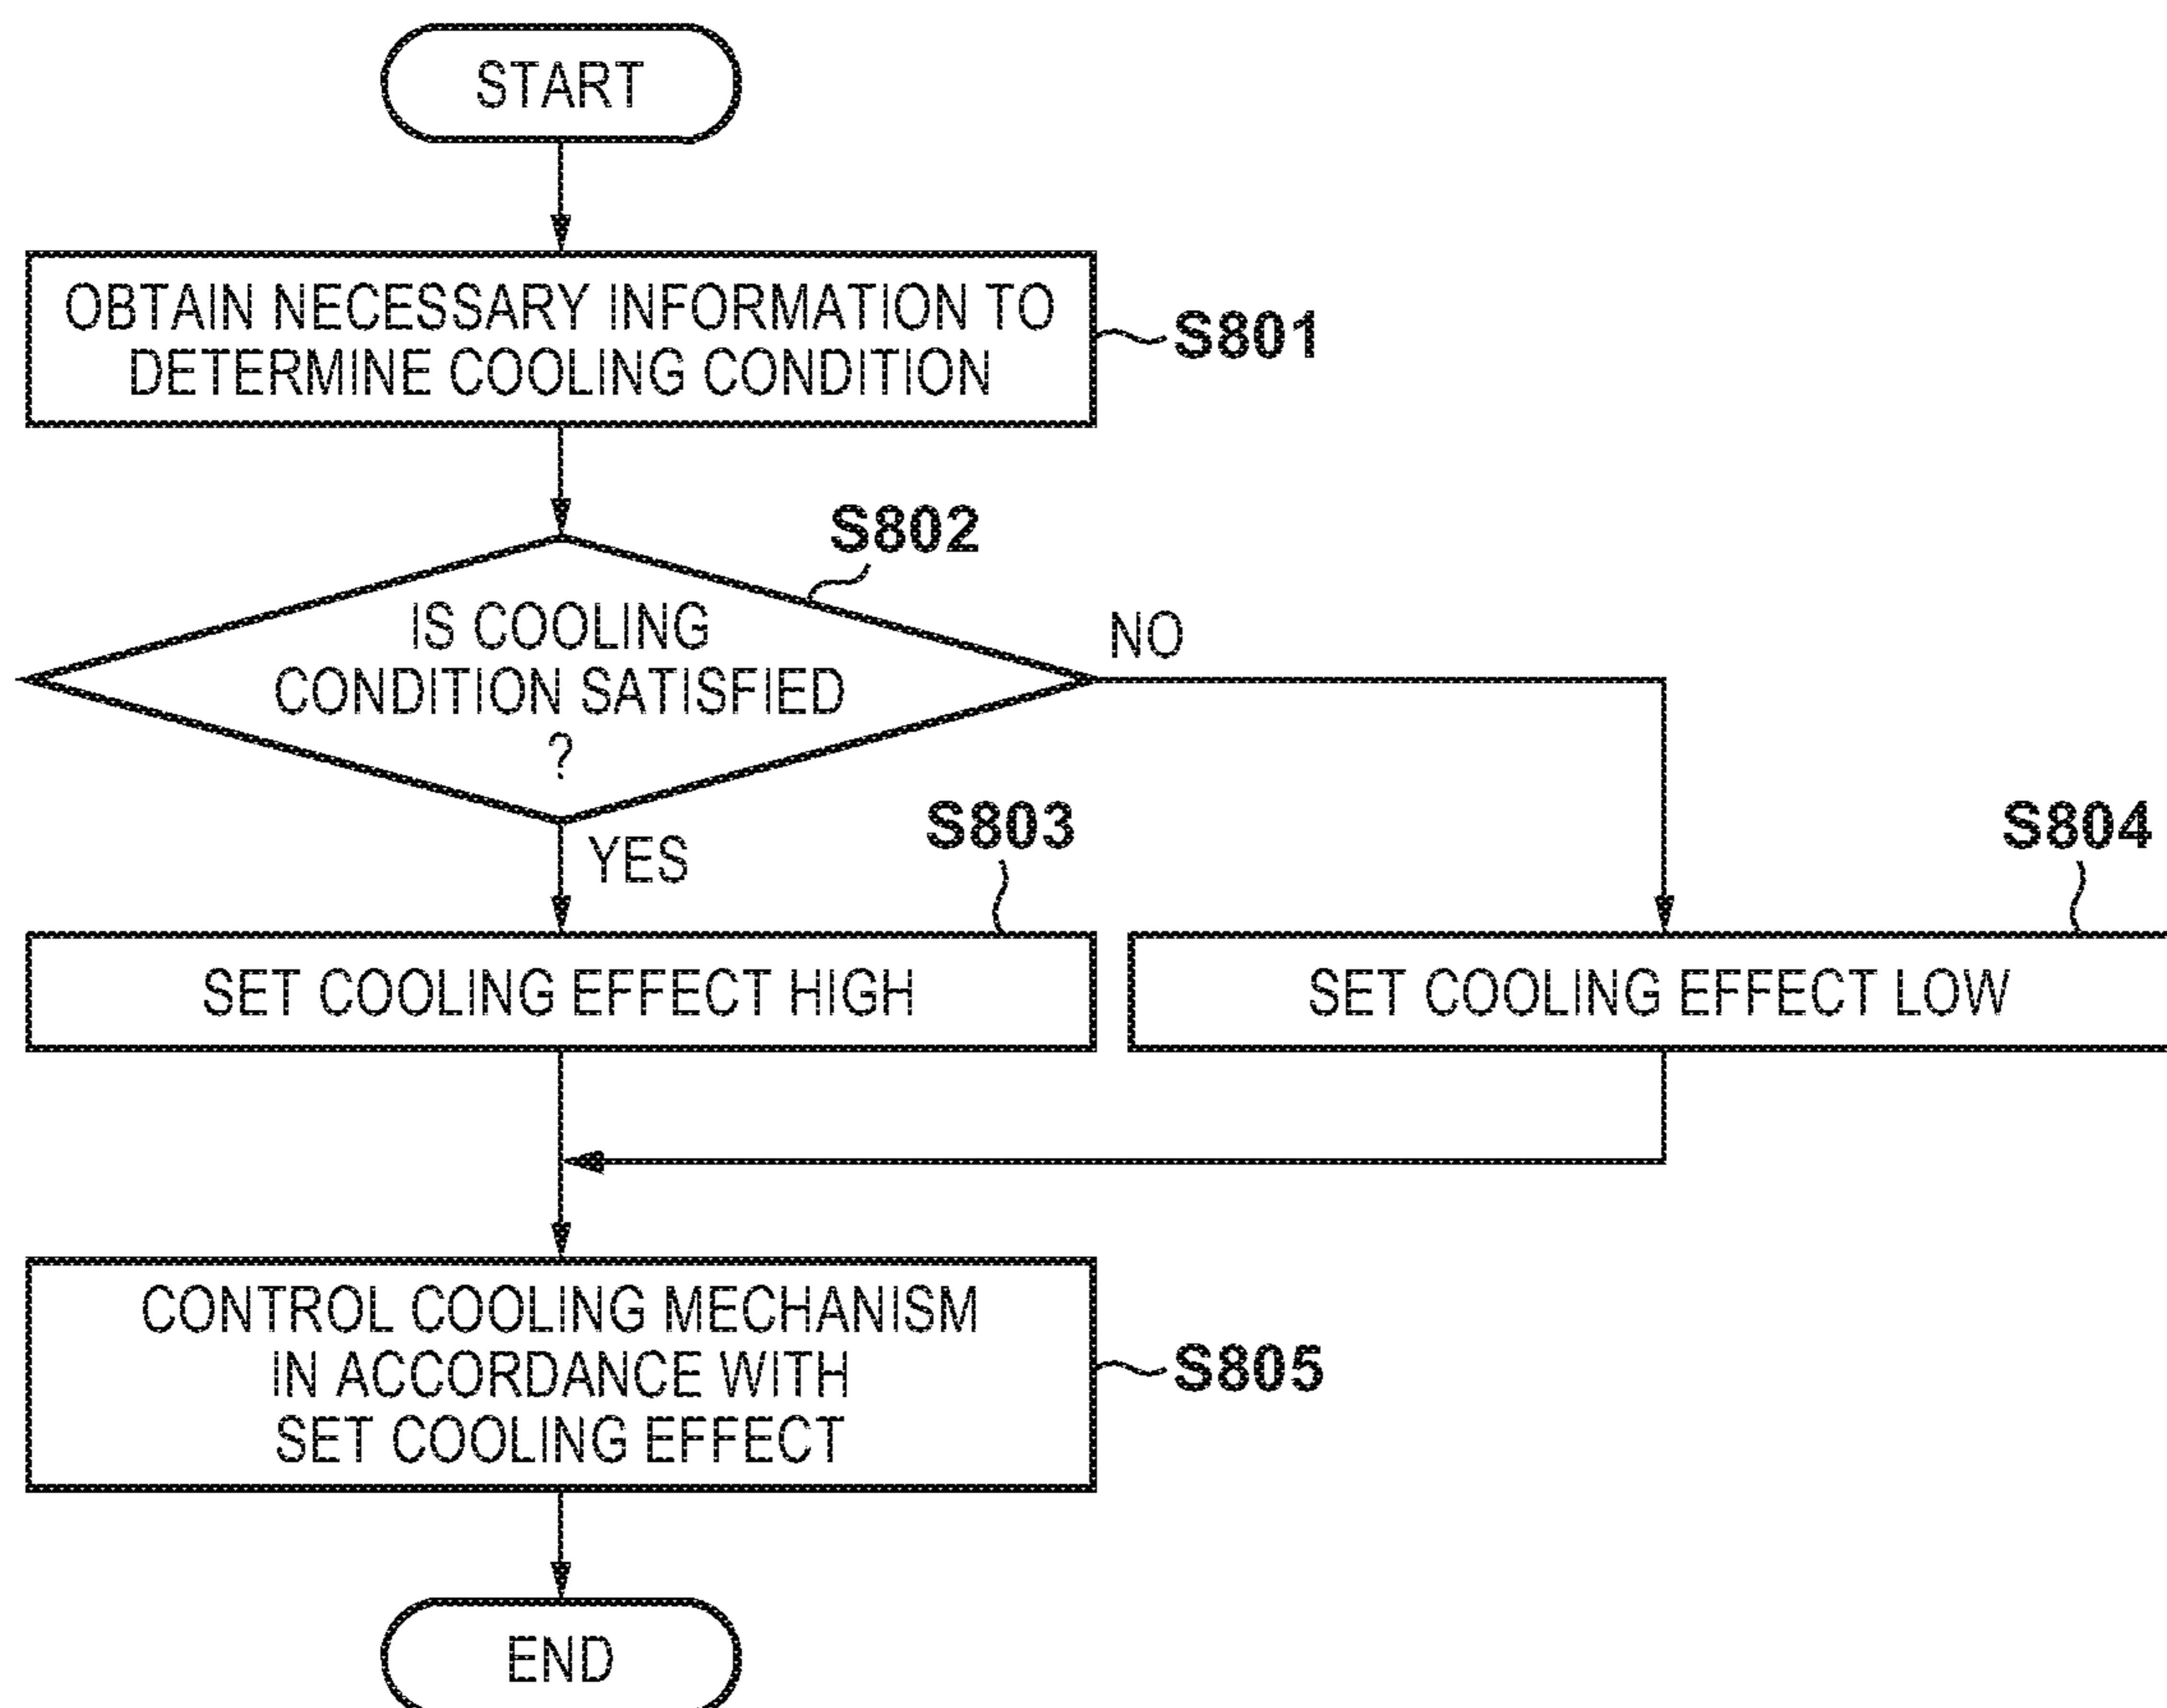 START
OBTAIN NECESSARY INFORMATION TO
DETERMINE COOLING CONDITION
S801
S802
IS COOLING
CONDITION SATISFIED
?
NO
YES
S803
S804
SET COOLING EFFECT HIGH
SET COOLING EFFECT LOW
CONTROL COOLING MECHANISM
IN ACCORDANCE WITH
SET COOLING EFFECT
S805
END